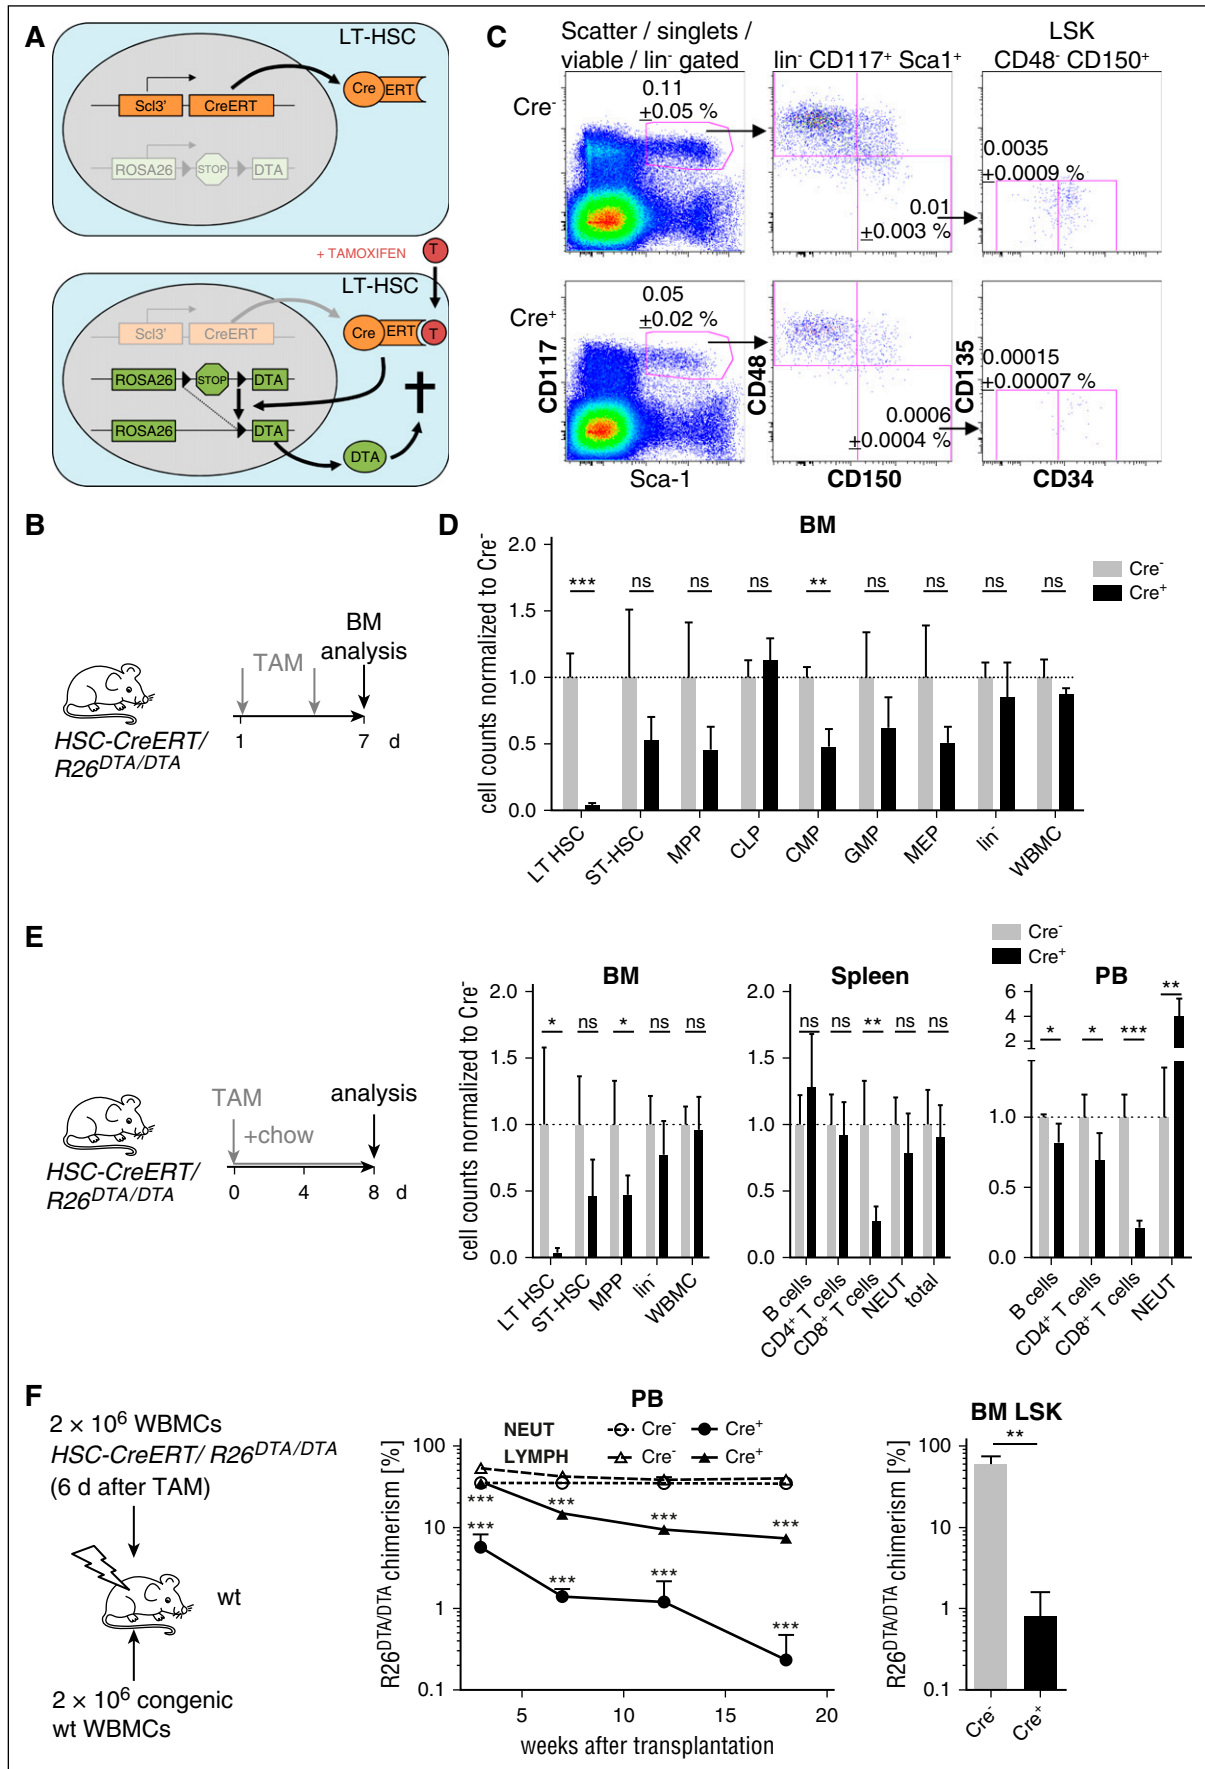 A
LT-HSC
Cre
ERT
Scl3'
CreERT
ROSA26
STOP
DTA
+ TAMOXIFEN
T
LT-HSC
Scl3'
CreERT
Cre
ERT
T
ROSA26
STOP
DTA
ROSA26
DTA
DTA
C
Scatter / singlets /
viable / lin⁻ gated
lin⁻ CD117⁺ Sca1⁺
LSK
CD48⁻ CD150⁺
Cre⁻
0.11
±0.05 %
0.01
±0.003 %
0.0035
±0.0009 %
Cre⁺
0.05
±0.02 %
0.0006
±0.0004 %
0.00015
±0.00007 %
CD117
Sca-1
CD48
CD150
CD135
CD34
B
TAM
BM
analysis
HSC-CreERT/
R26ᴰᵀᴬ/ᴰᵀᴬ
1
7
d
D
BM
cell counts normalized to Cre⁻
2.0
1.5
1.0
0.5
0.0
*** ns ns ns ** ns ns ns ns
Cre⁻
Cre⁺
LT HSC
ST-HSC
MPP
CLP
CMP
GMP
MEP
lin⁻
WBMC
E
TAM
+chow
analysis
HSC-CreERT/
R26ᴰᵀᴬ/ᴰᵀᴬ
0
4
8
d
Cre⁻
Cre⁺
BM
cell counts normalized to Cre⁻
2.0
1.5
1.0
0.5
0.0
* ns * ns ns
LT HSC
ST-HSC
MPP
lin⁻
WBMC
Spleen
2.0
1.5
1.0
0.5
0.0
ns ns ** ns ns
B cells
CD4⁺ T cells
CD8⁺ T cells
NEUT
total
PB
6
4
2
1.0
0.5
0.0
* * *** **
B cells
CD4⁺ T cells
CD8⁺ T cells
NEUT
F
2 × 10⁶ WBMCs
HSC-CreERT/ R26ᴰᵀᴬ/ᴰᵀᴬ
(6 d after TAM)
wt
2 × 10⁶ congenic
wt WBMCs
PB
NEUT Cre⁻ Cre⁺
LYMPH Cre⁻ Cre⁺
R26ᴰᵀᴬ/ᴰᵀᴬ chimerism [%]
100
10
1
0.1
*** *** *** ***
*** *** *** ***
5
10
15
20
weeks after transplantation
BM LSK
**
R26ᴰᵀᴬ/ᴰᵀᴬ chimerism [%]
100
10
1
0.1
Cre⁻
Cre⁺